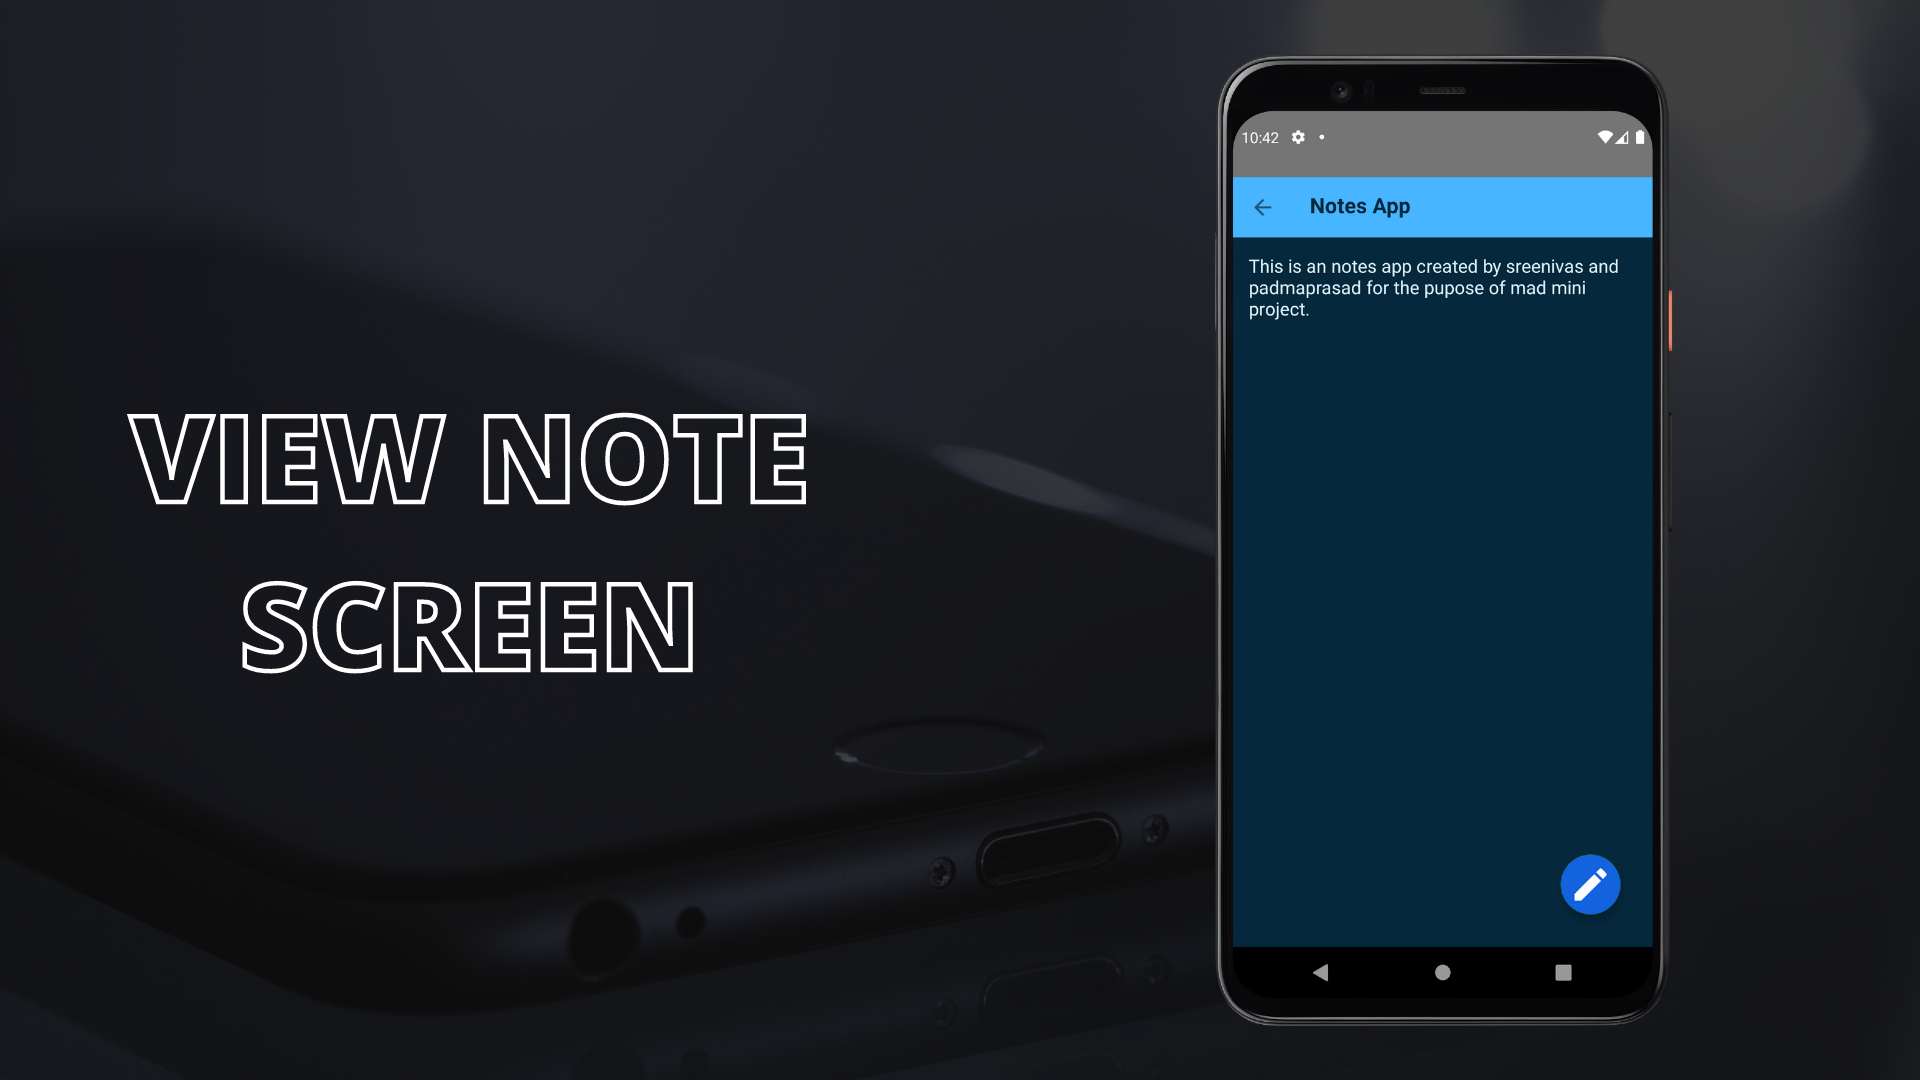 VIEW NOTE
SCREEN
10:42
Notes App
This is an notes app created by sreenivas and
padmaprasad for the pupose of mad mini
project.